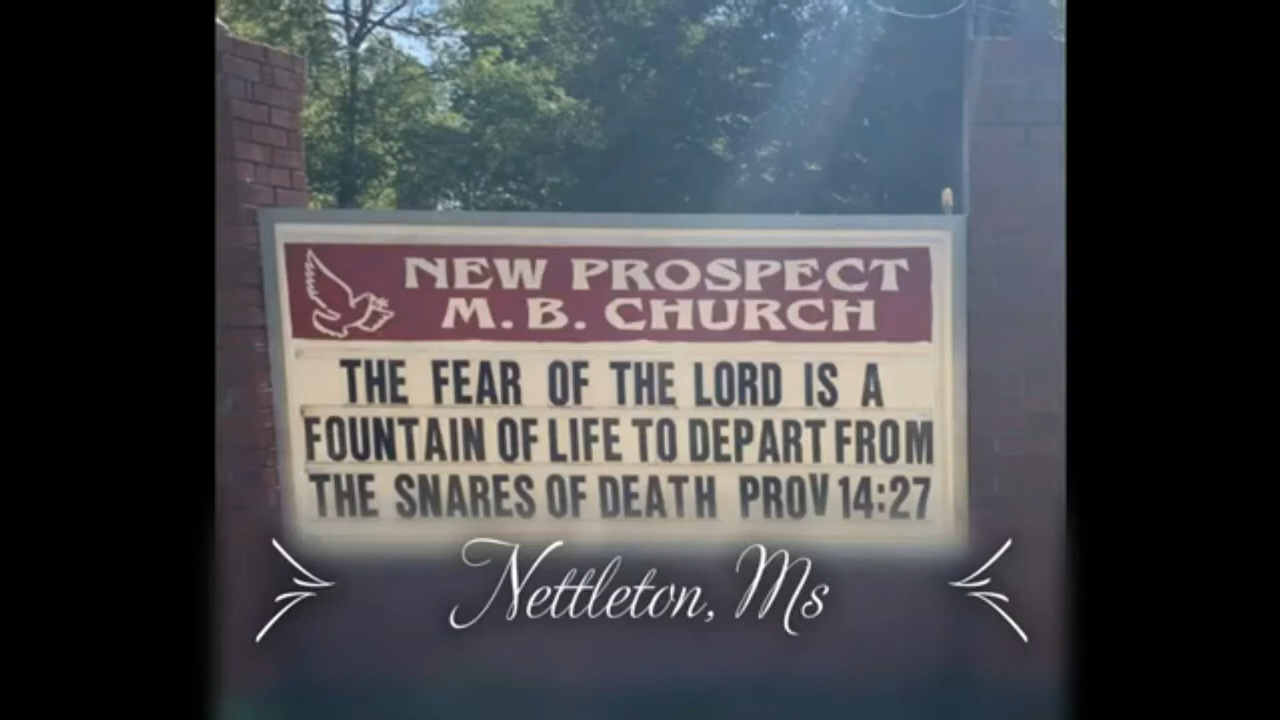 NEW PROSPECT
M. B. CHURCH
THE FEAR OF THE LORD IS A
FOUNTAIN OF LIFE TO DEPART FROM
THE SNARES OF DEATH PROV 14:27
Nettleton, Ms